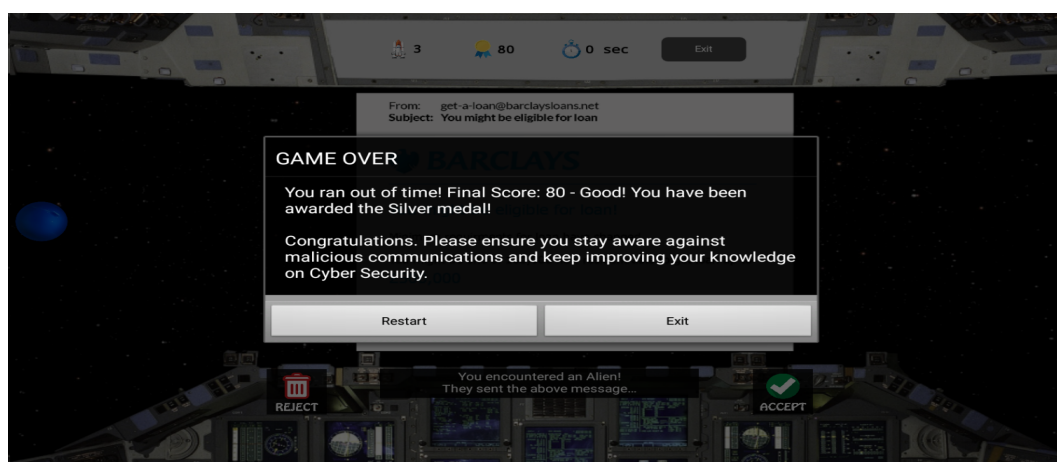 3 80 0 sec Exit
From: get-a-loan@barclaysloans.net
Subject: You might be eligible for loan
BARCLAYS
GAME OVER
You ran out of time! Final Score: 80 - Good! You have been
awarded the Silver medal!
Congratulations. Please ensure you stay aware against
malicious communications and keep improving your knowledge
on Cyber Security.
Restart Exit
You encountered an Alien!
They sent the above message...
REJECT ACCEPT